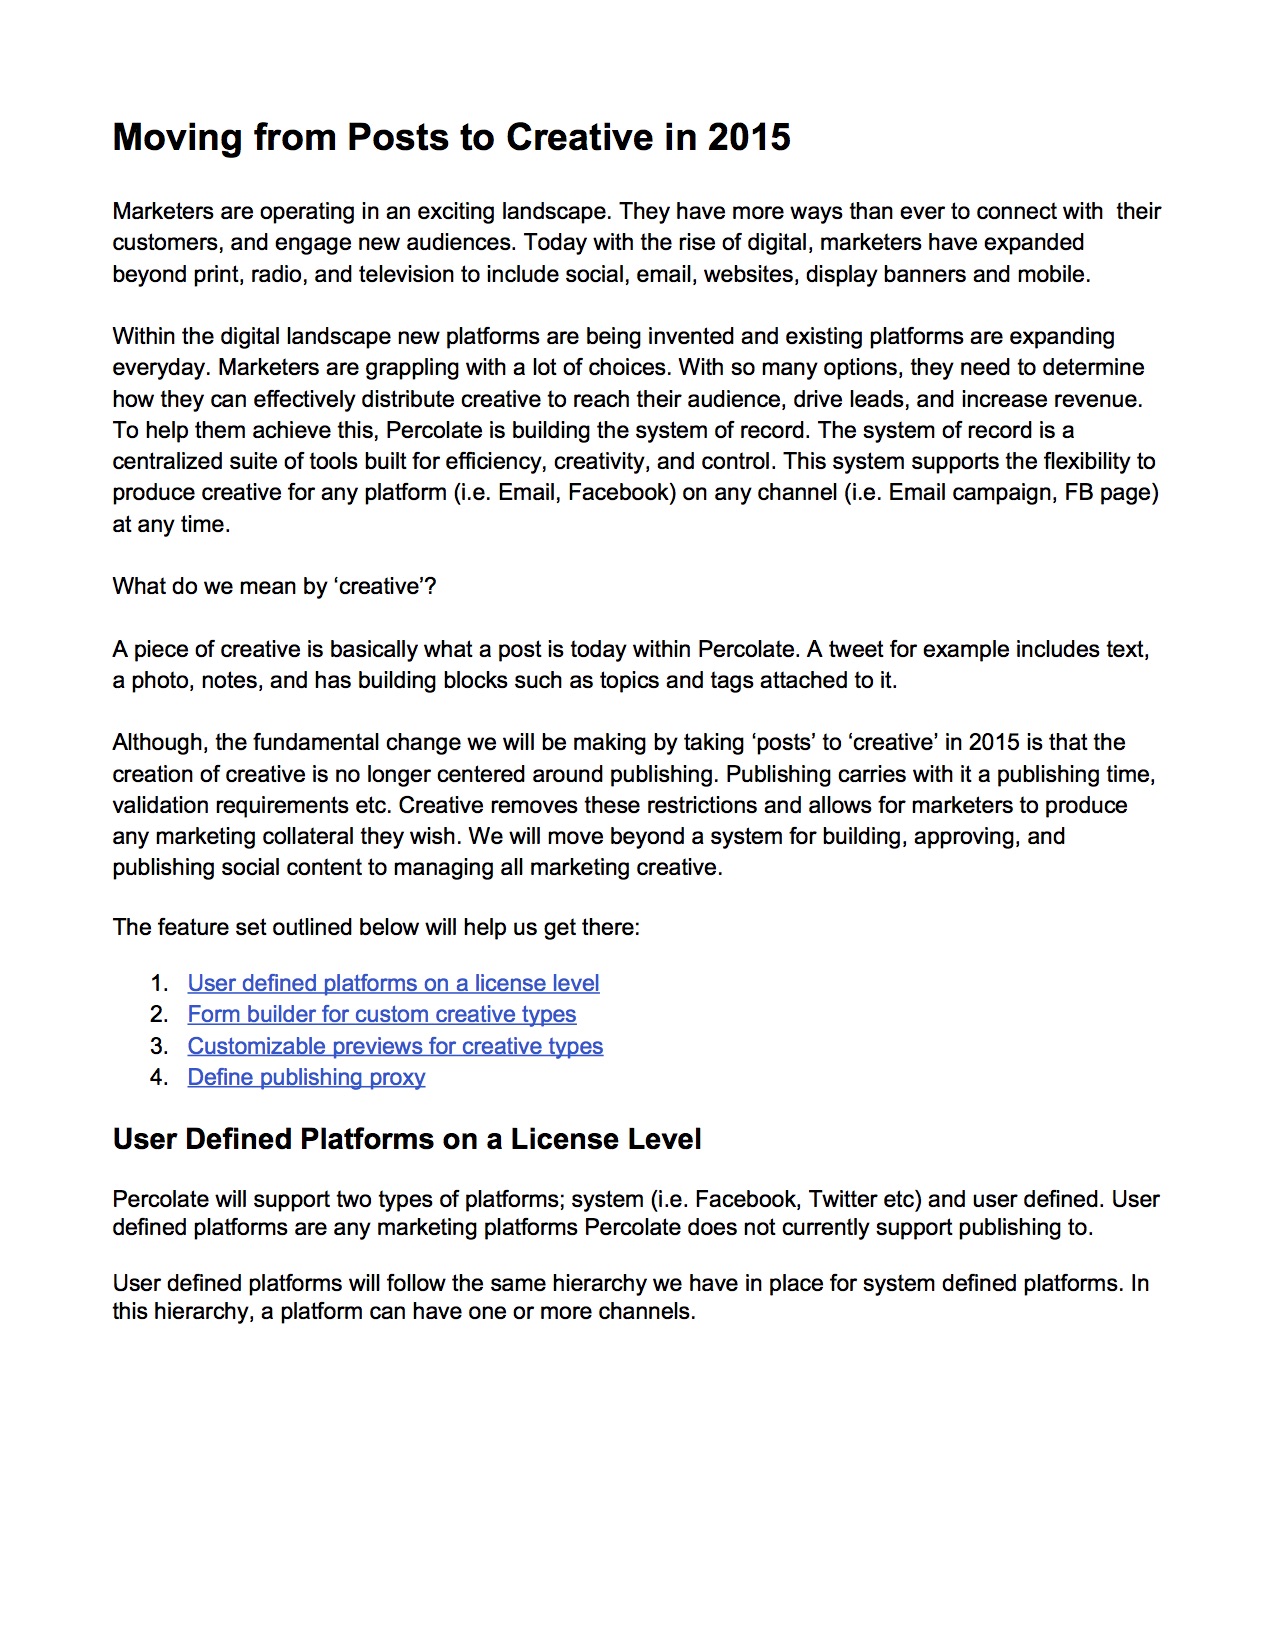 Moving from Posts to Creative in 2015
Marketers are operating in an exciting landscape. They have more ways than ever to connect with  their
customers, and engage new audiences. Today with the rise of digital, marketers have expanded
beyond print, radio, and television to include social, email, websites, display banners and mobile.
Within the digital landscape new platforms are being invented and existing platforms are expanding
everyday. Marketers are grappling with a lot of choices. With so many options, they need to determine
how they can effectively distribute creative to reach their audience, drive leads, and increase revenue.
To help them achieve this, Percolate is building the system of record. The system of record is a
centralized suite of tools built for efficiency, creativity, and control. This system supports the flexibility to
produce creative for any platform (i.e. Email, Facebook) on any channel (i.e. Email campaign, FB page)
at any time.
What do we mean by ‘creative’?
A piece of creative is basically what a post is today within Percolate. A tweet for example includes text,
a photo, notes, and has building blocks such as topics and tags attached to it.
Although, the fundamental change we will be making by taking ‘posts’ to ‘creative’ in 2015 is that the
creation of creative is no longer centered around publishing. Publishing carries with it a publishing time,
validation requirements etc. Creative removes these restrictions and allows for marketers to produce
any marketing collateral they wish. We will move beyond a system for building, approving, and
publishing social content to managing all marketing creative.
The feature set outlined below will help us get there:
1. User defined platforms on a license level
2. Form builder for custom creative types
3. Customizable previews for creative types
4. Define publishing proxy
User Defined Platforms on a License Level
Percolate will support two types of platforms; system (i.e. Facebook, Twitter etc) and user defined. User
defined platforms are any marketing platforms Percolate does not currently support publishing to.
User defined platforms will follow the same hierarchy we have in place for system defined platforms. In
this hierarchy, a platform can have one or more channels.